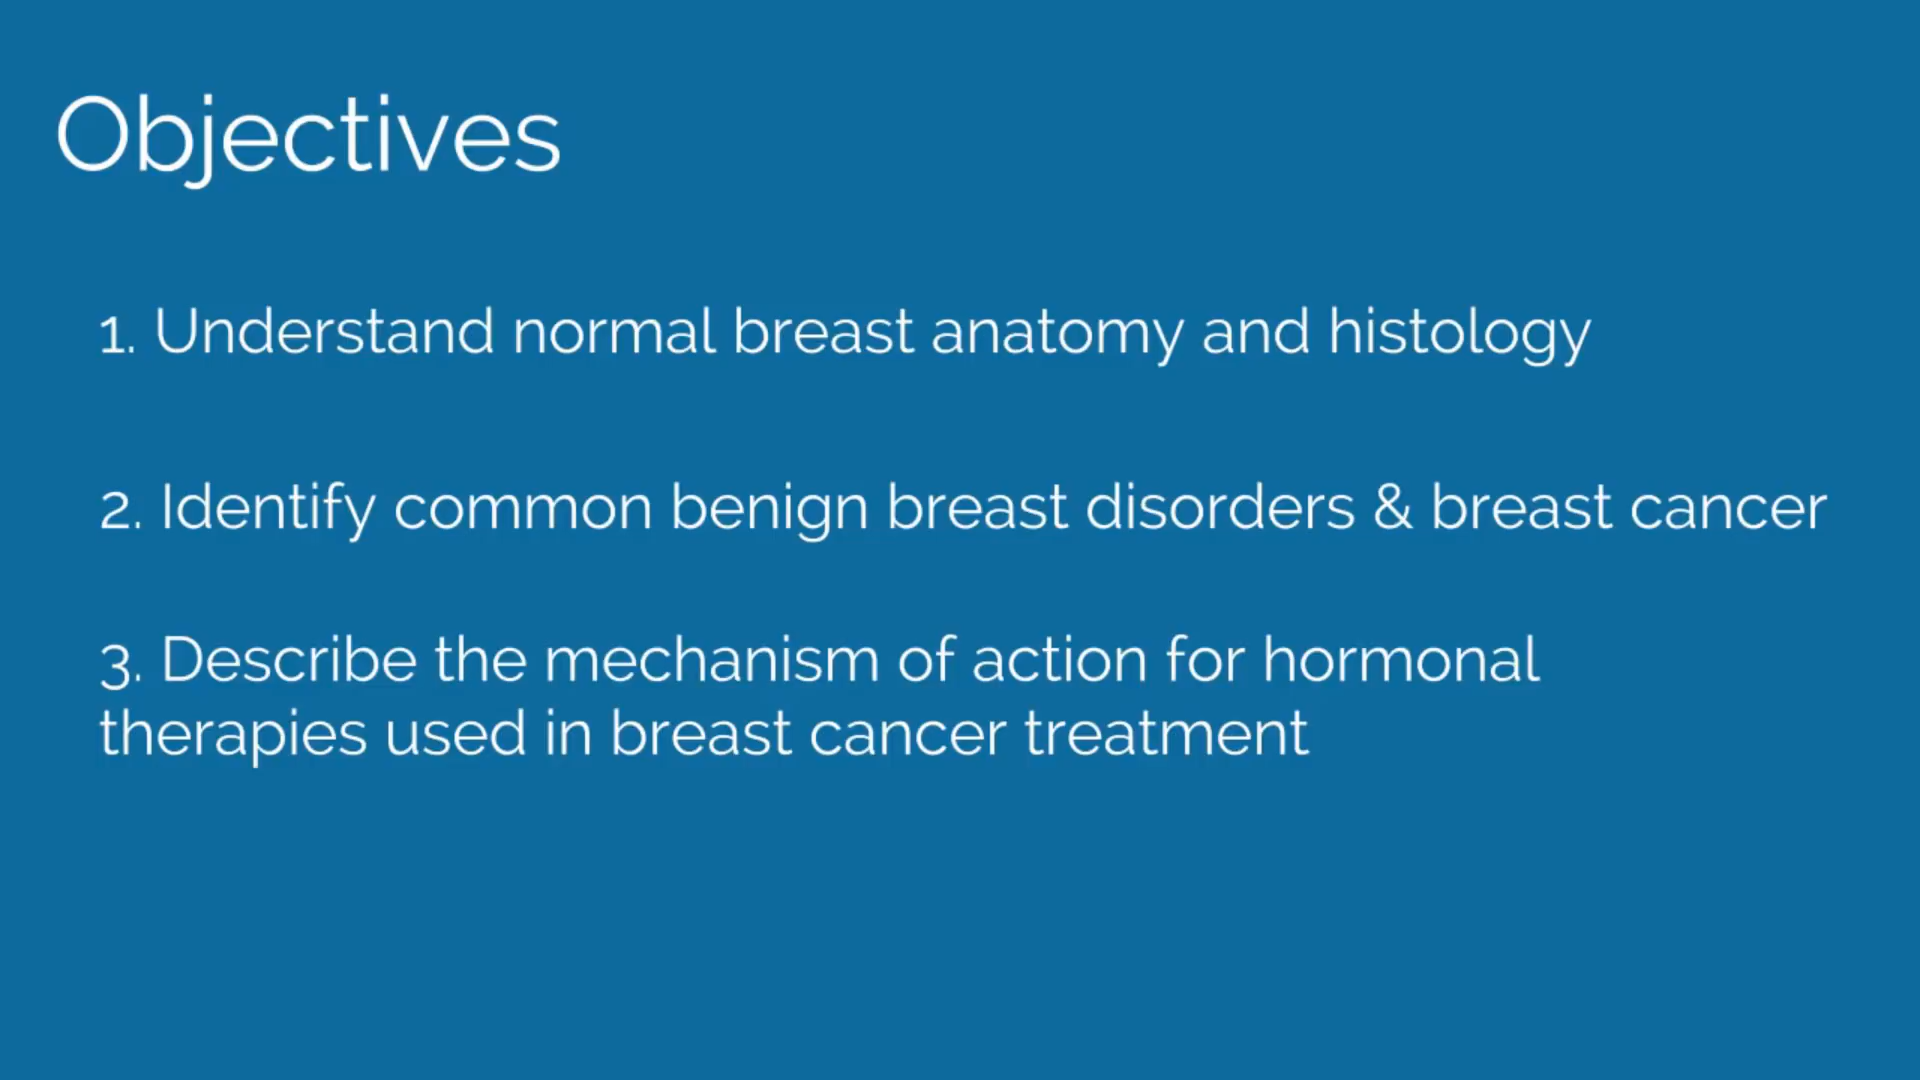 Objectives
1. Understand normal breast anatomy and histology
2. Identify common benign breast disorders & breast cancer
3. Describe the mechanism of action for hormonal
therapies used in breast cancer treatment